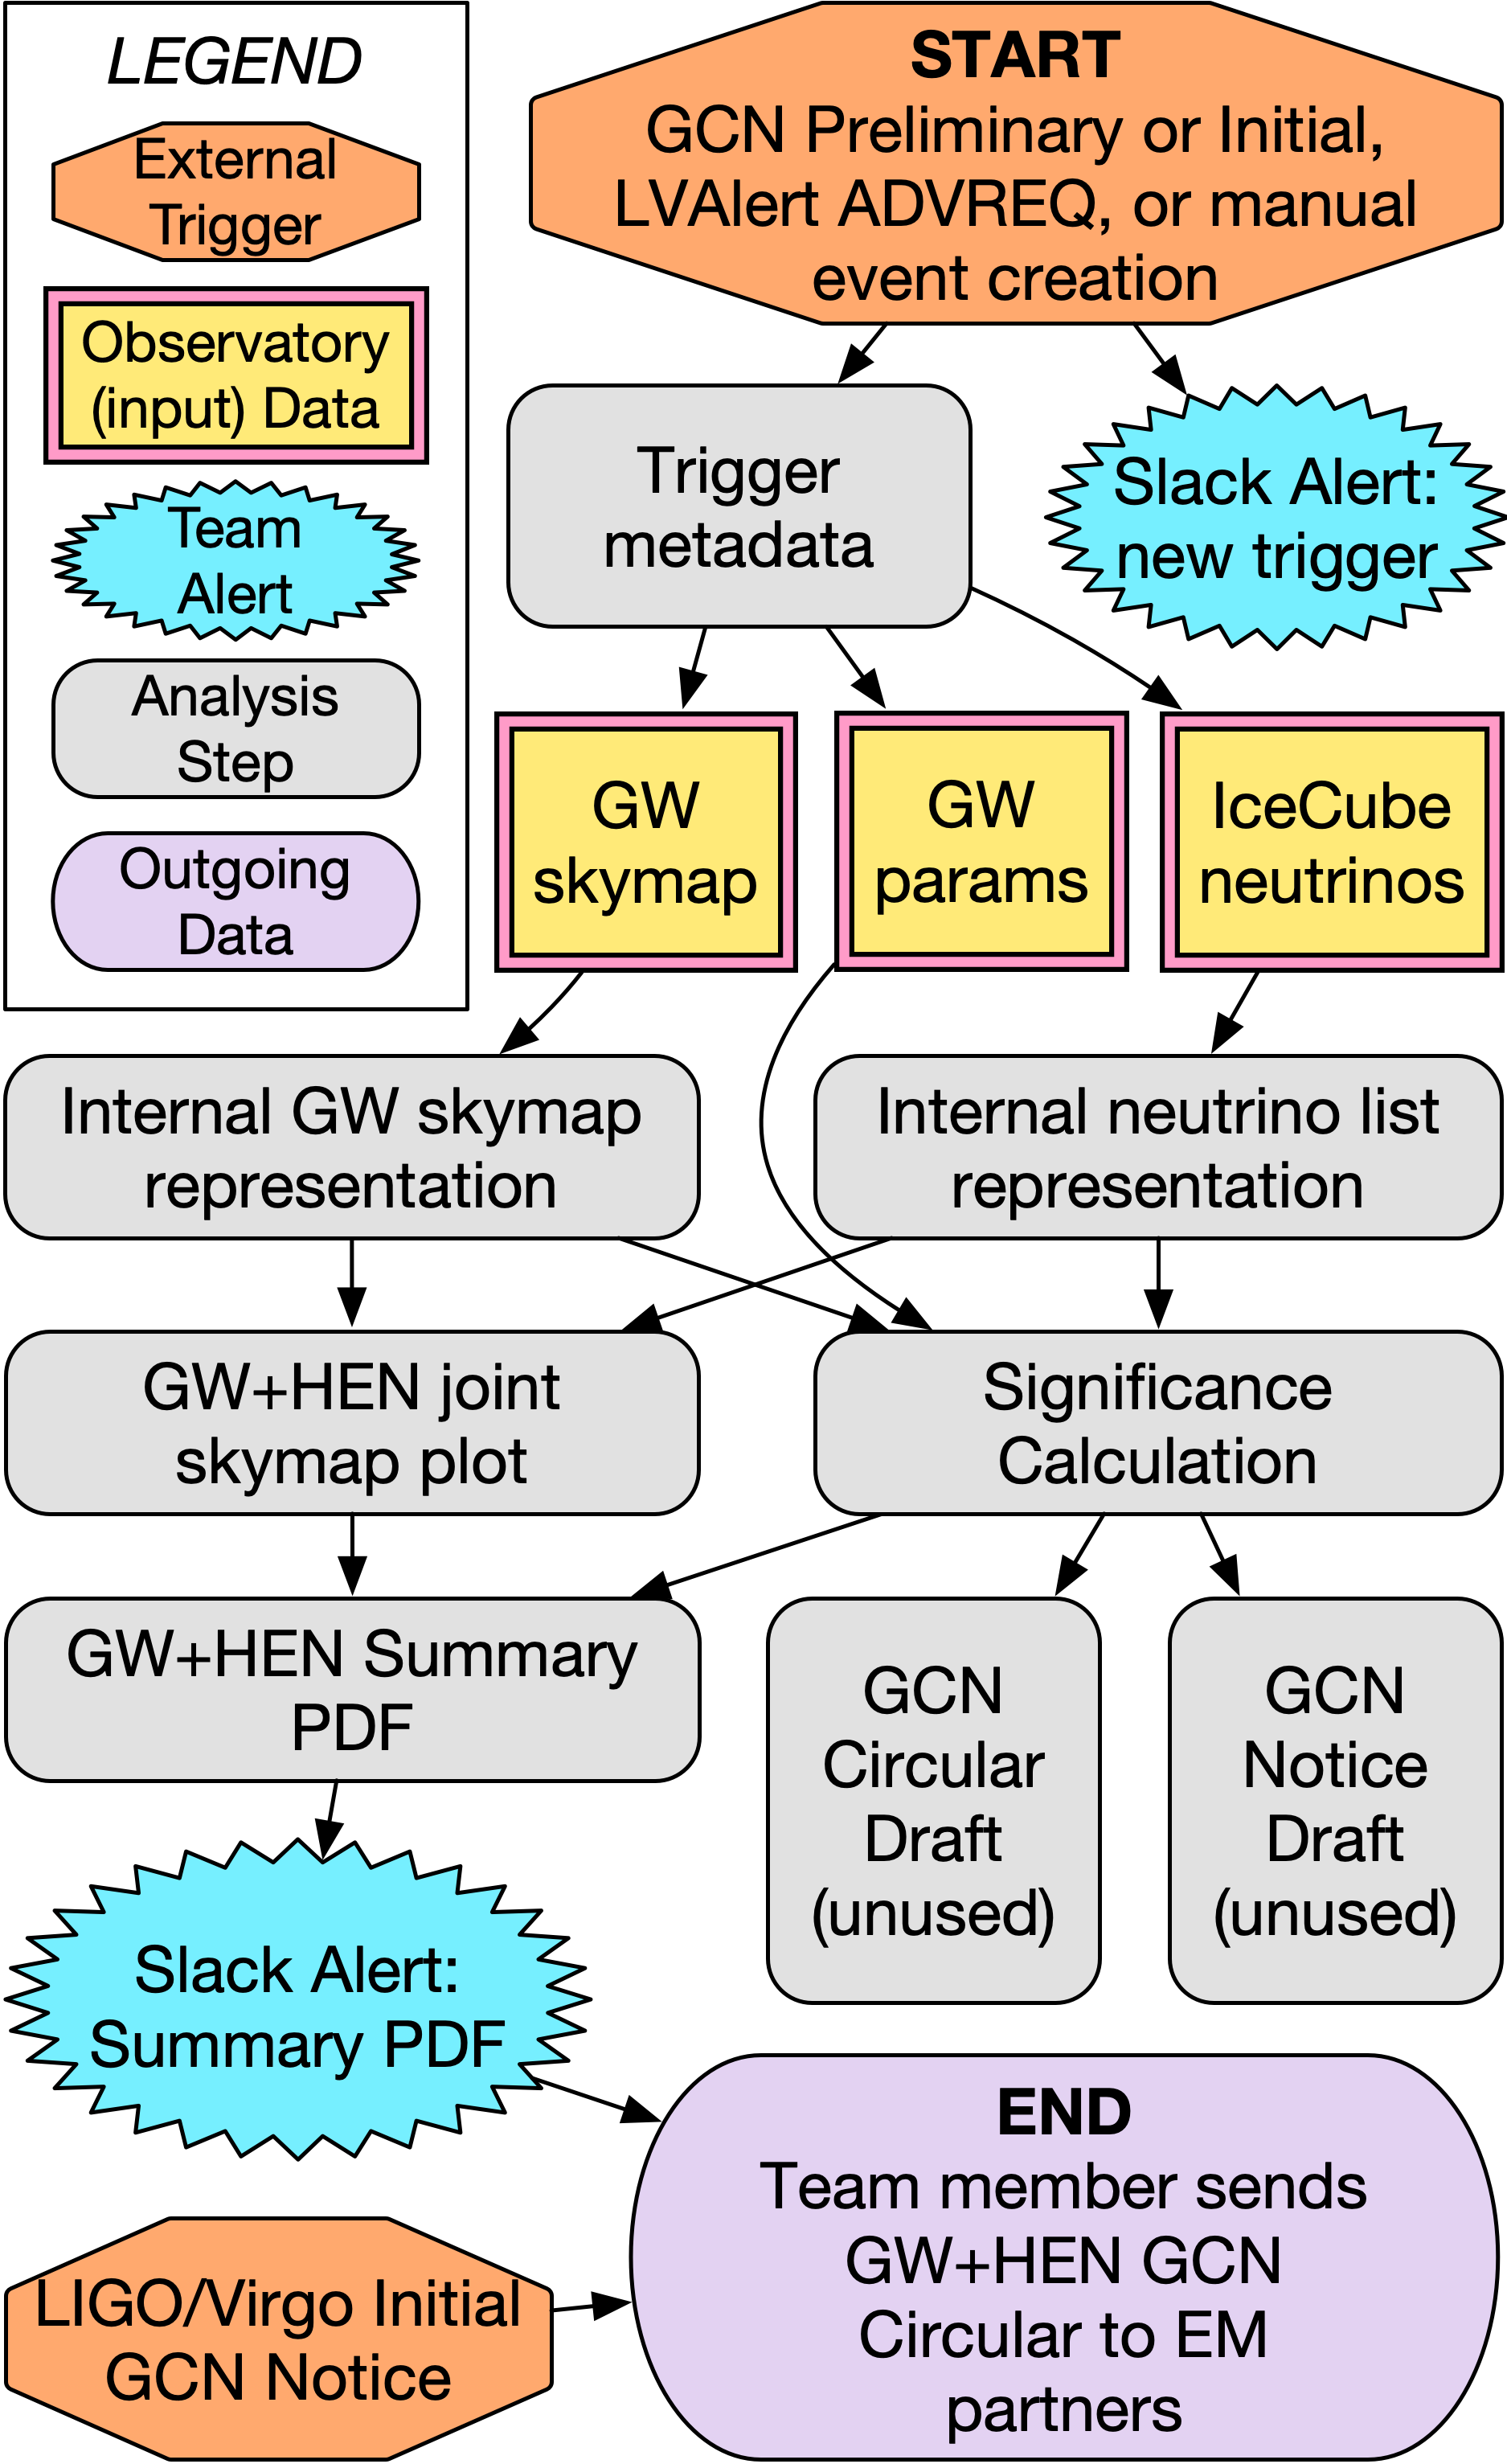 LEGEND
External
Trigger
Observatory
(input) Data
Team
Alert
Analysis
Step
Outgoing
Data
START
GCN Preliminary or Initial,
LVAlert ADVREQ, or manual
event creation
Trigger
metadata
Slack Alert:
new trigger
GW
skymap
GW
params
IceCube
neutrinos
Internal GW skymap
representation
Internal neutrino list
representation
GW+HEN joint
skymap plot
Significance
Calculation
GW+HEN Summary
PDF
GCN
Circular
Draft
(unused)
GCN
Notice
Draft
(unused)
Slack Alert:
Summary PDF
END
Team member sends
GW+HEN GCN
Circular to EM
partners
LIGO/Virgo Initial
GCN Notice